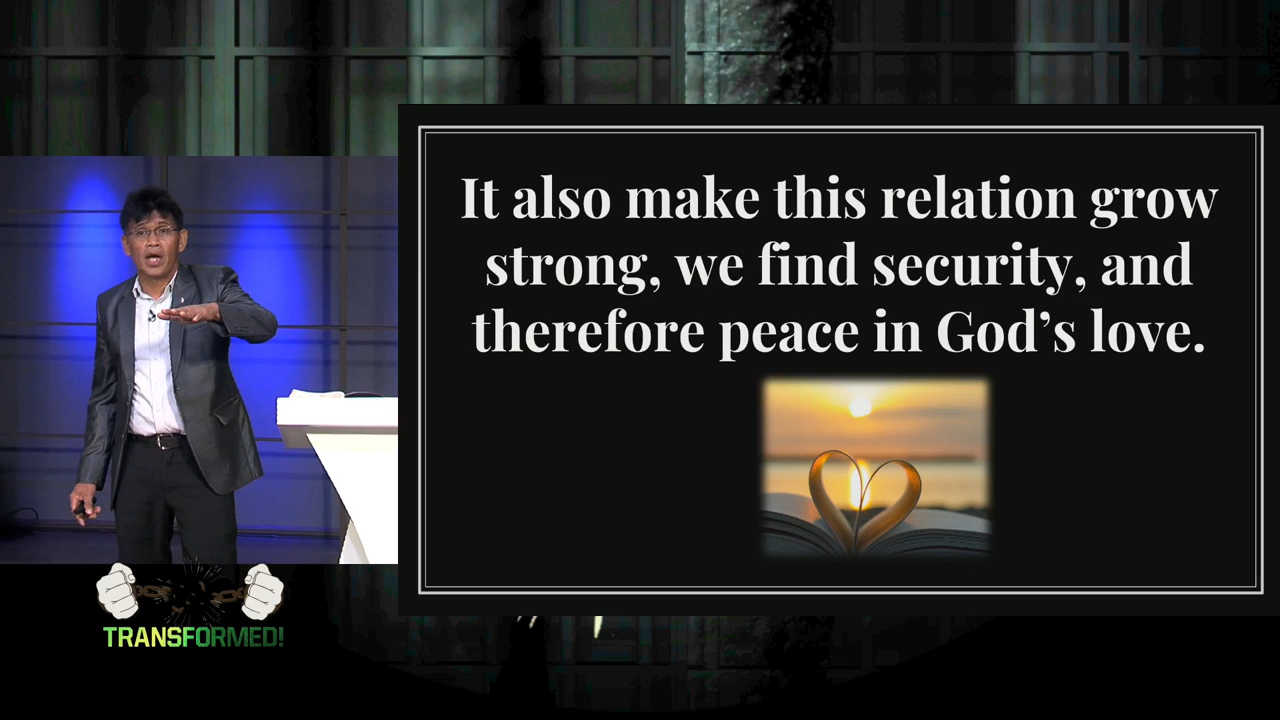 It also make this relation grow
strong, we find security, and
therefore peace in God’s love.
TRANSFORMED!